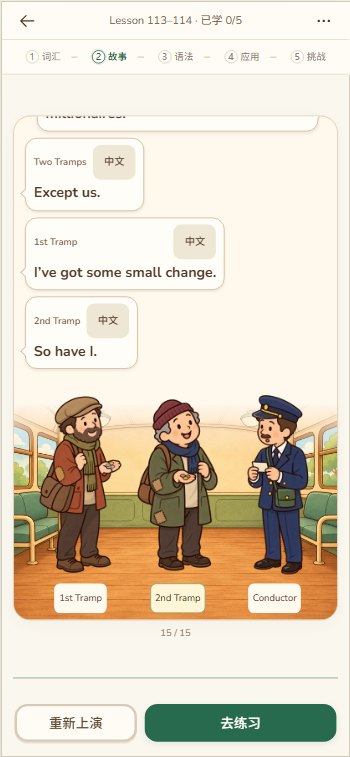 Lesson 113–114 · 已学 0/5
1 词汇 – 2 故事 – 3 语法 – 4 应用 – 5 挑战
millionaires.
Two Tramps 中文
Except us.
1st Tramp 中文
I've got some small change.
2nd Tramp 中文
So have I.
1st Tramp 2nd Tramp Conductor
15 / 15
重新上演 去练习